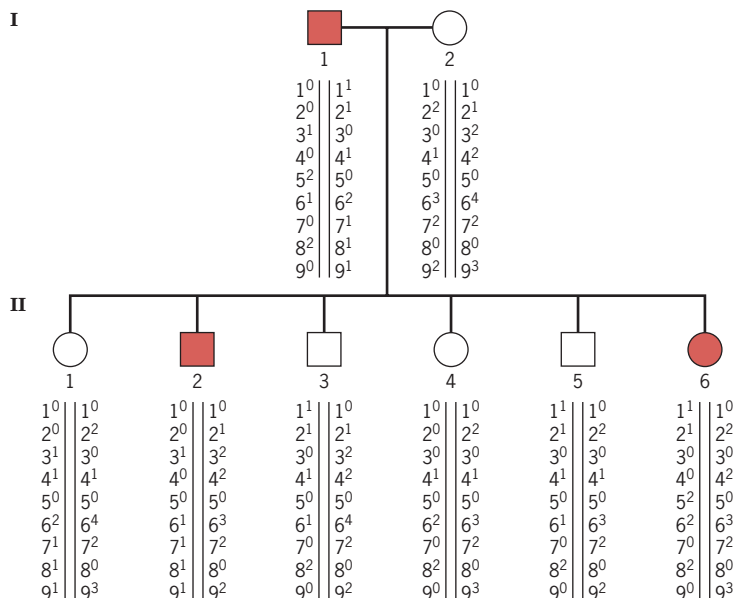 I
1 2
1⁰ 1¹ 1⁰ 1⁰
2⁰ 2¹ 2² 2¹
3¹ 3⁰ 3⁰ 3²
4⁰ 4¹ 4¹ 4²
5² 5⁰ 5⁰ 5⁰
6¹ 6² 6³ 6⁴
7⁰ 7¹ 7² 7²
8² 8¹ 8⁰ 8⁰
9⁰ 9¹ 9² 9³
II
1 2 3 4 5 6
1⁰ 1⁰ 1⁰ 1⁰ 1¹ 1⁰ 1⁰ 1⁰ 1¹ 1⁰ 1¹ 1⁰
2⁰ 2² 2⁰ 2¹ 2¹ 2¹ 2⁰ 2² 2¹ 2² 2¹ 2²
3¹ 3⁰ 3¹ 3² 3⁰ 3² 3⁰ 3⁰ 3⁰ 3⁰ 3⁰ 3⁰
4¹ 4¹ 4⁰ 4² 4¹ 4² 4¹ 4¹ 4¹ 4¹ 4⁰ 4²
5⁰ 5⁰ 5⁰ 5⁰ 5⁰ 5⁰ 5⁰ 5⁰ 5⁰ 5⁰ 5² 5⁰
6² 6⁴ 6¹ 6³ 6¹ 6⁴ 6² 6³ 6¹ 6³ 6² 6³
7¹ 7² 7¹ 7² 7⁰ 7² 7⁰ 7² 7⁰ 7² 7⁰ 7²
8¹ 8⁰ 8¹ 8⁰ 8² 8⁰ 8² 8⁰ 8² 8⁰ 8² 8⁰
9¹ 9³ 9¹ 9² 9⁰ 9² 9⁰ 9³ 9⁰ 9² 9⁰ 9³